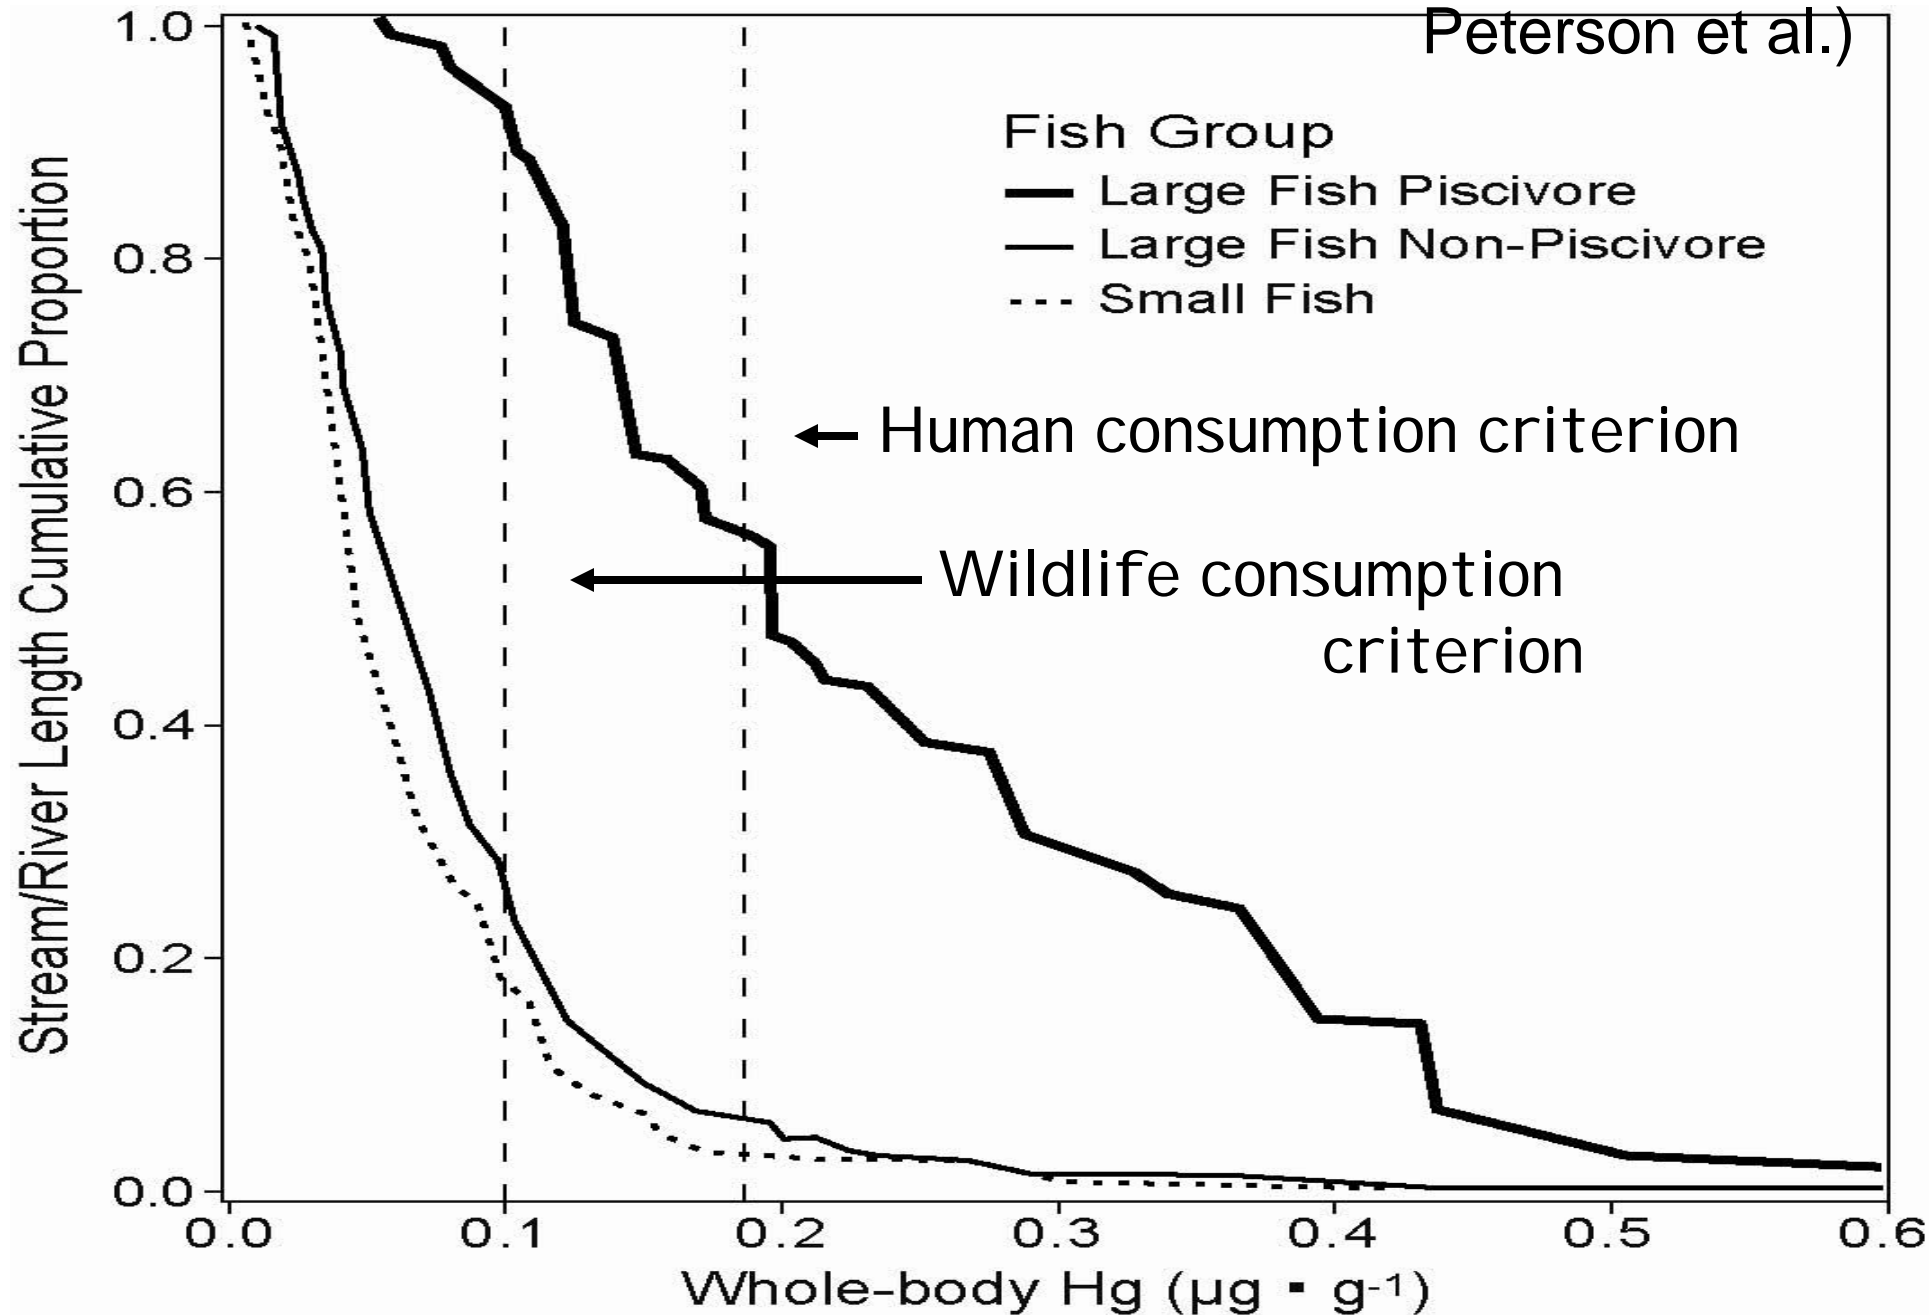 Peterson et al.)
Fish Group
Large Fish Piscivore
Large Fish Non-Piscivore
Small Fish
Human consumption criterion
Wildlife consumption
criterion
Stream/River Length Cumulative Proportion
1.0
0.8
0.6
0.4
0.2
0.0
0.0 0.1 0.2 0.3 0.4 0.5 0.6
Whole-body Hg (µg ▪ g-1)